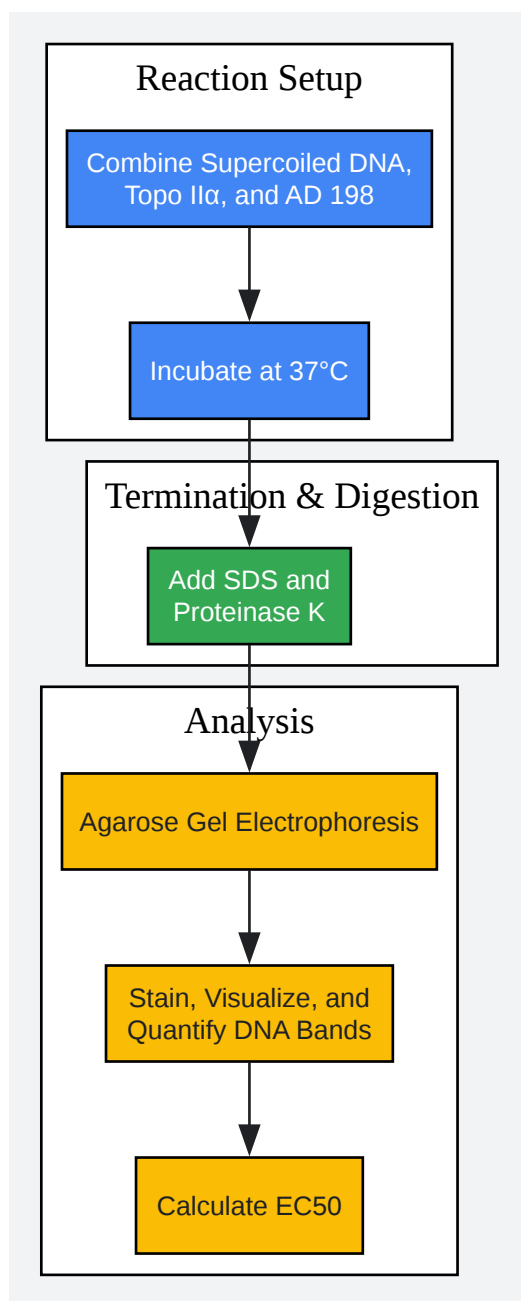 Reaction Setup
Combine Supercoiled DNA,
Topo IIα, and AD 198
Incubate at 37°C
Termination & Digestion
Add SDS and
Proteinase K
Analysis
Agarose Gel Electrophoresis
Stain, Visualize, and
Quantify DNA Bands
Calculate EC50